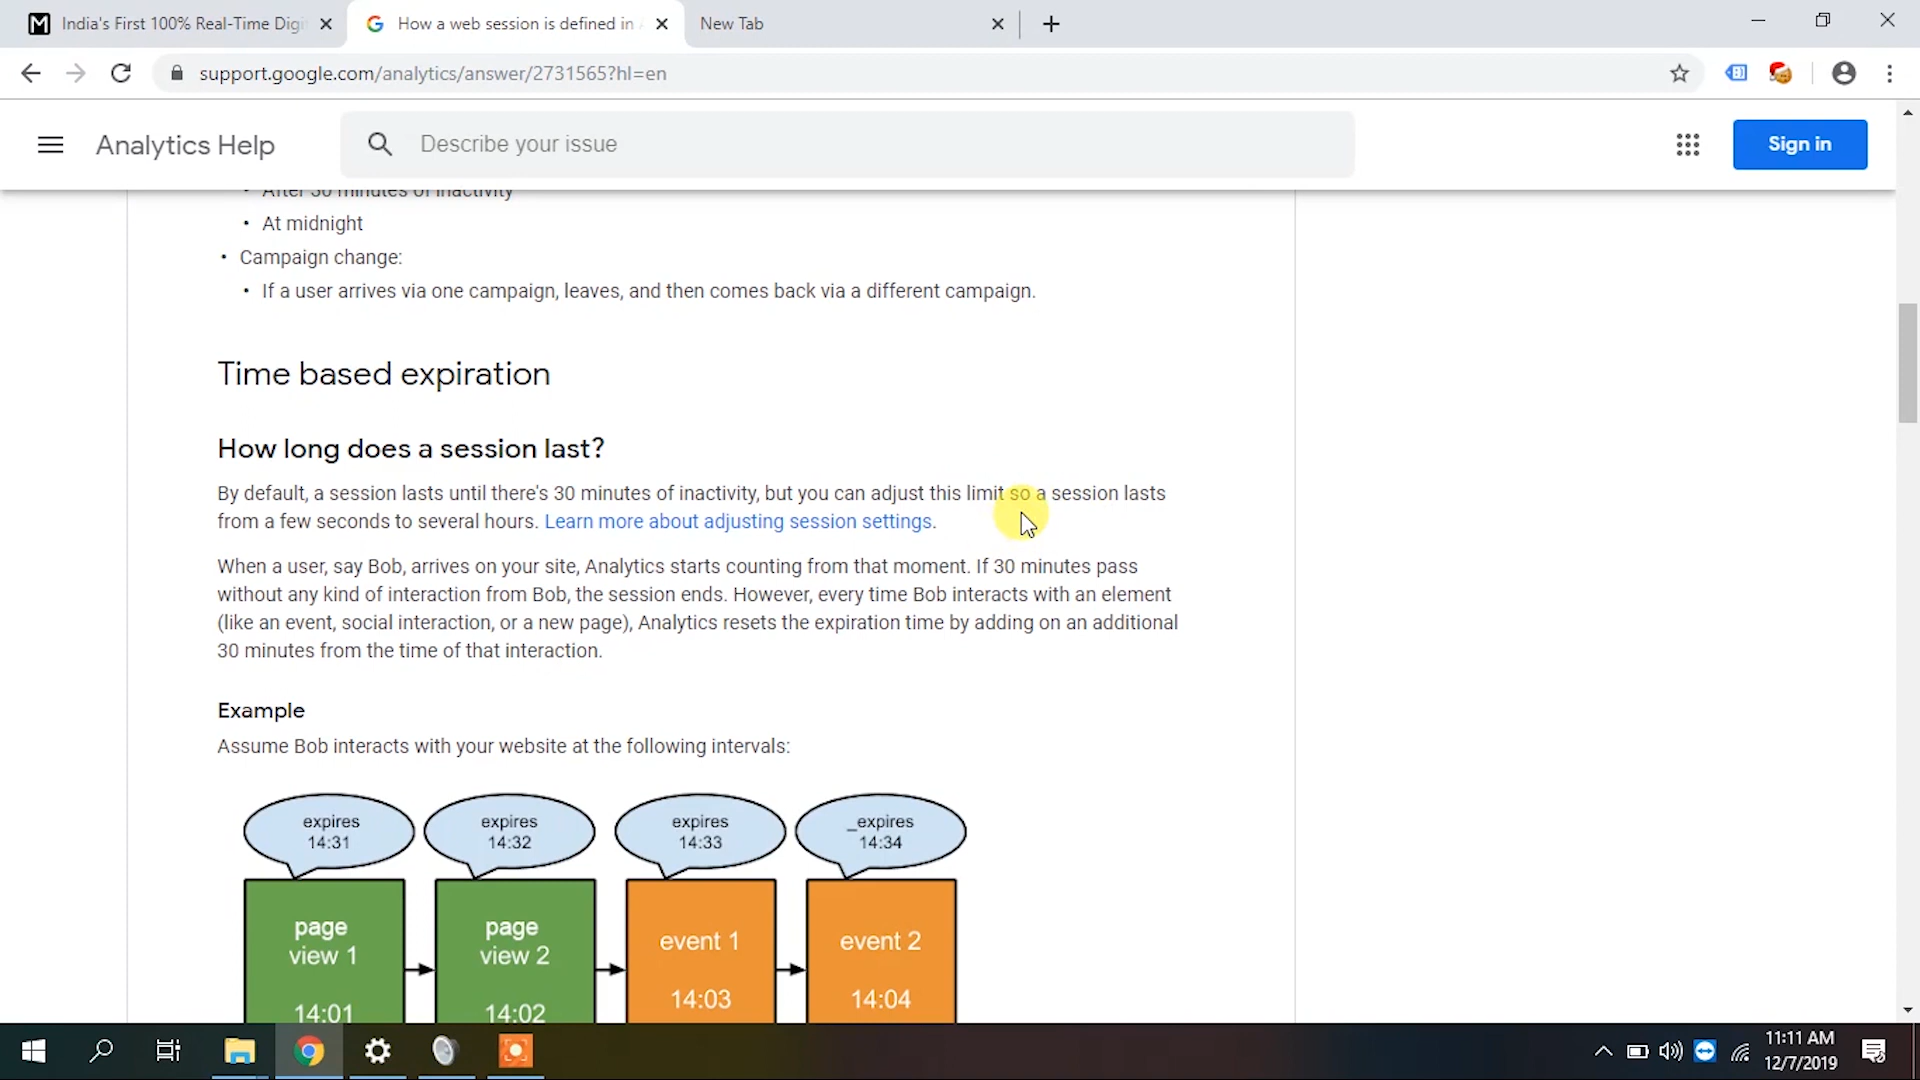 India's First 100% Real-Time Digi
How a web session is defined in
New Tab
support.google.com/analytics/answer/2731565?hl=en
Analytics Help
Describe your issue
Sign in
• After 30 minutes of inactivity
• At midnight
• Campaign change:
• If a user arrives via one campaign, leaves, and then comes back via a different campaign.
Time based expiration
How long does a session last?
By default, a session lasts until there's 30 minutes of inactivity, but you can adjust this limit so a session lasts
from a few seconds to several hours. Learn more about adjusting session settings.
When a user, say Bob, arrives on your site, Analytics starts counting from that moment. If 30 minutes pass
without any kind of interaction from Bob, the session ends. However, every time Bob interacts with an element
(like an event, social interaction, or a new page), Analytics resets the expiration time by adding on an additional
30 minutes from the time of that interaction.
Example
Assume Bob interacts with your website at the following intervals:
expires
14:31
expires
14:32
expires
14:33
_expires
14:34
page
view 1
14:01
page
view 2
14:02
event 1
14:03
event 2
14:04
11:11 AM
12/7/2019